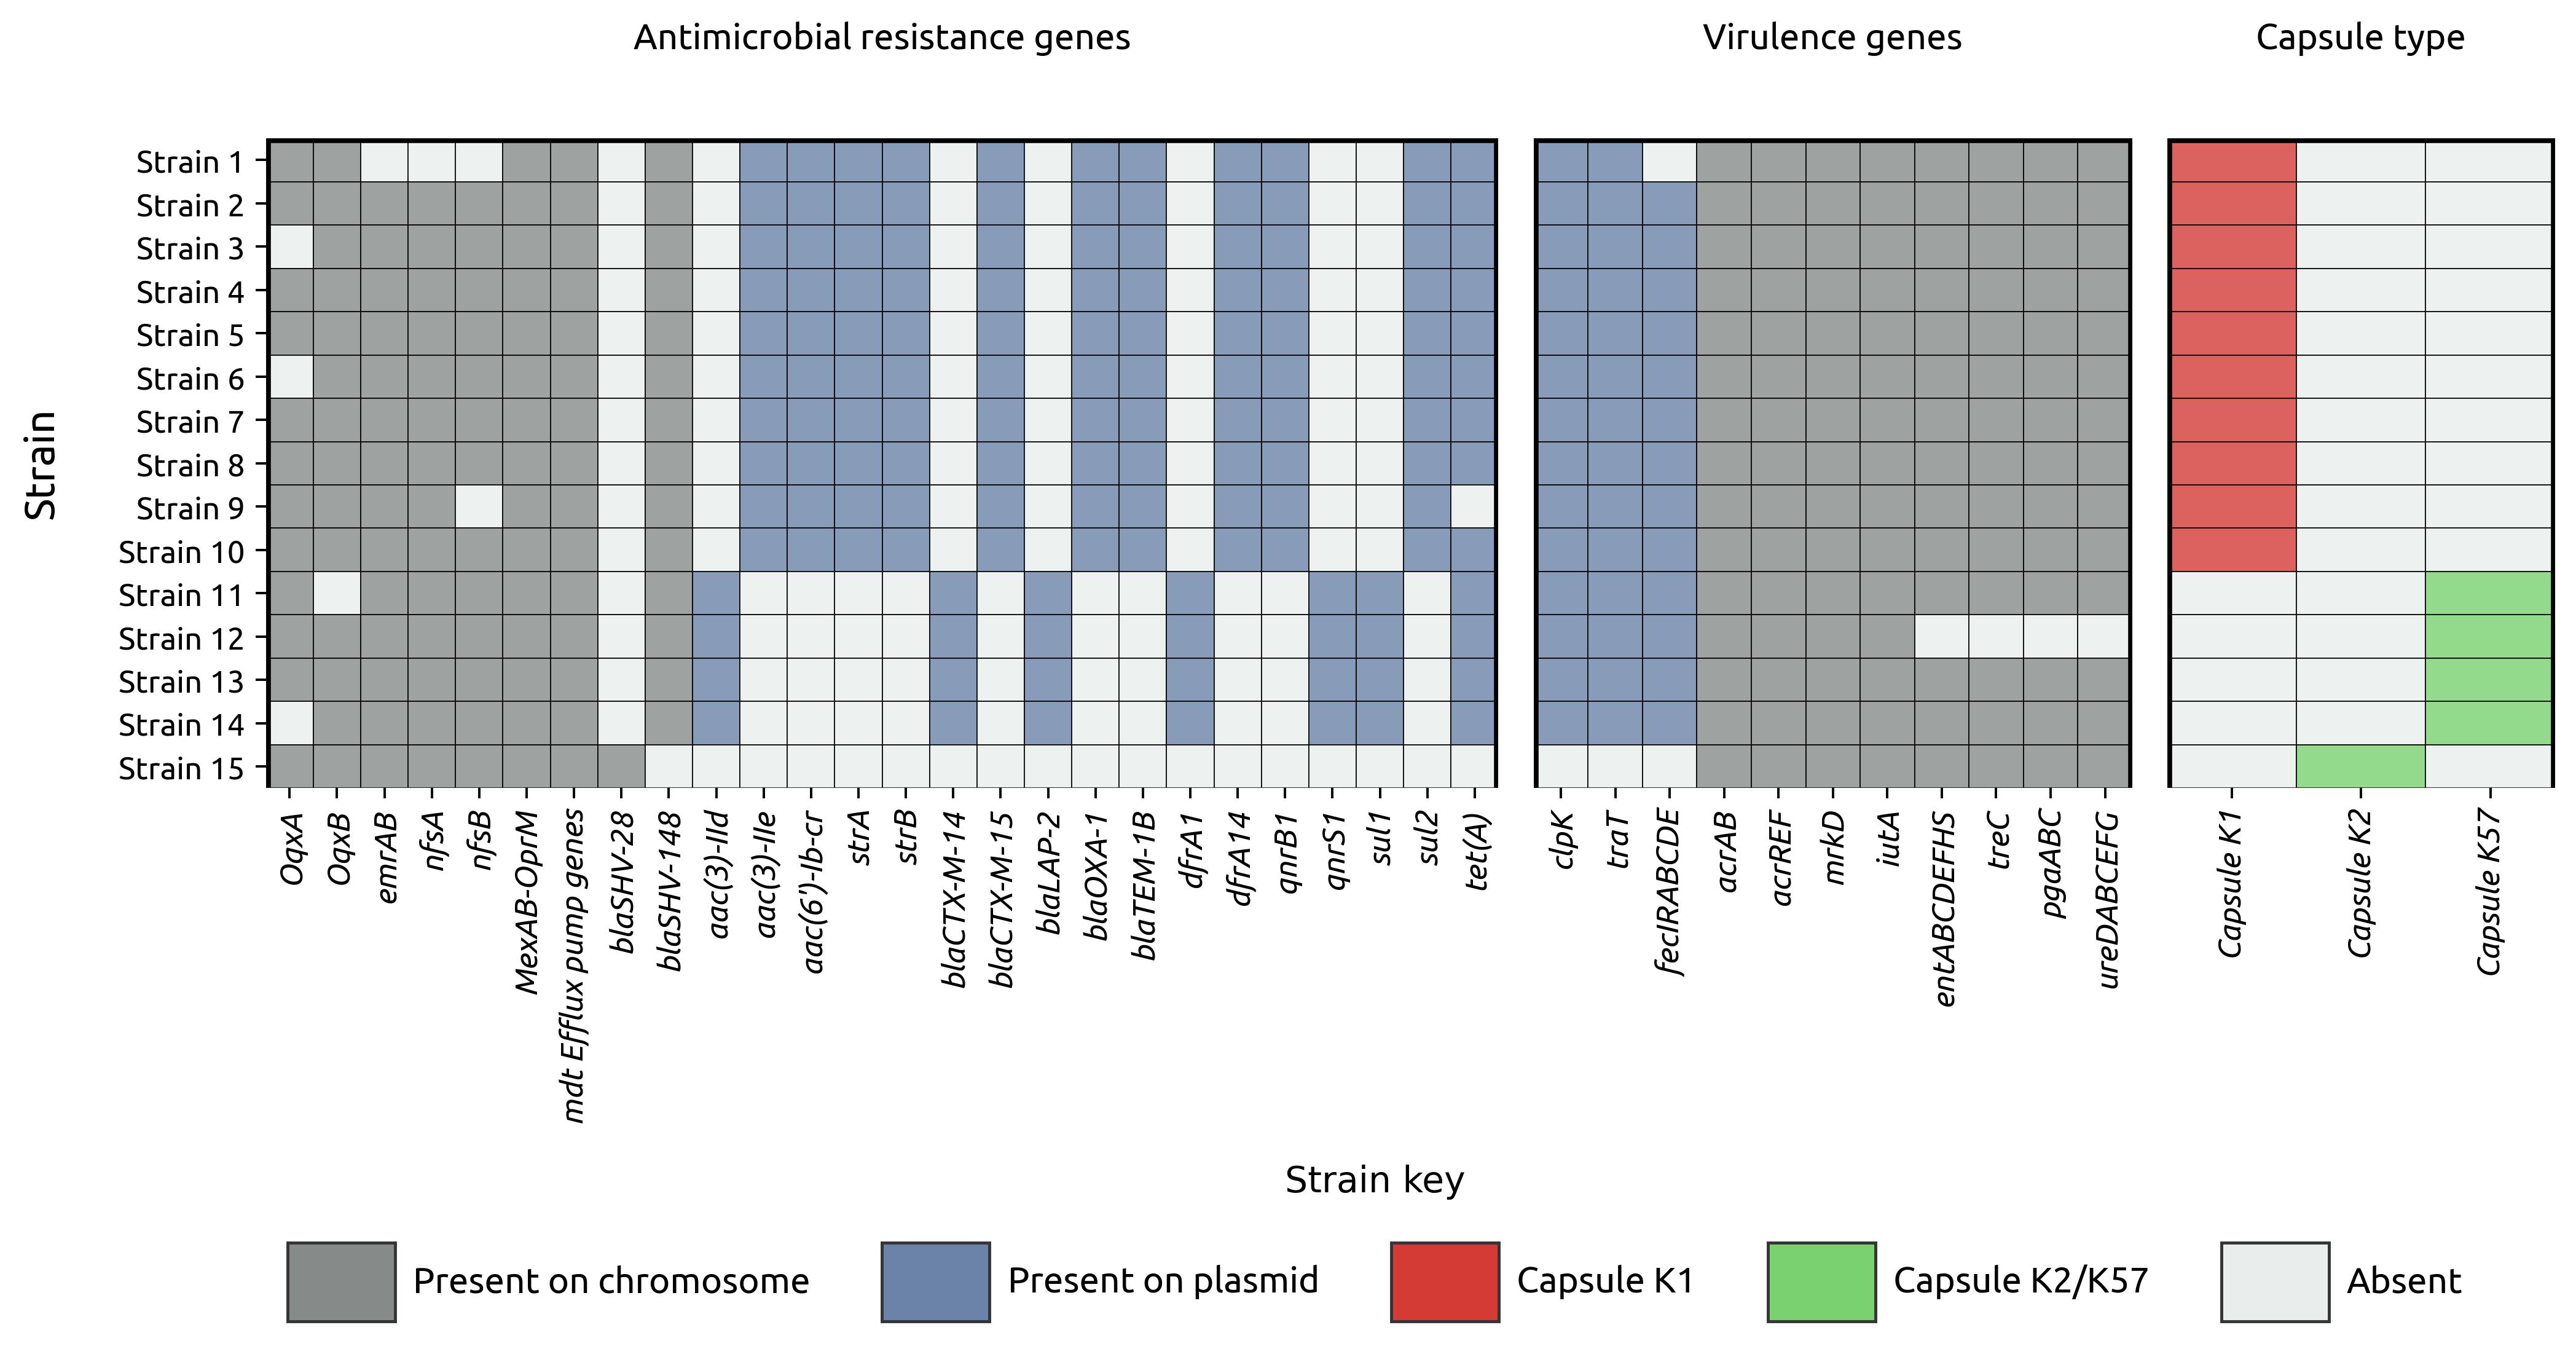 Antimicrobial resistance genes
Virulence genes
Capsule type
Strain
Strain 1
Strain 2
Strain 3
Strain 4
Strain 5
Strain 6
Strain 7
Strain 8
Strain 9
Strain 10
Strain 11
Strain 12
Strain 13
Strain 14
Strain 15
OqxA
OqxB
emrAB
nfsA
nfsB
MexAB-OprM
mdt Efflux pump genes
blaSHV-28
blaSHV-148
aac(3)-IId
aac(3)-IIe
aac(6')-Ib-cr
strA
strB
blaCTX-M-14
blaCTX-M-15
blaLAP-2
blaOXA-1
blaTEM-1B
dfrA1
dfrA14
qnrB1
qnrS1
sul1
sul2
tet(A)
clpK
traT
fecIRABCDE
acrAB
acrREF
mrkD
iutA
entABCDEFHS
treC
pgaABC
ureDABCEFG
Capsule K1
Capsule K2
Capsule K57
Strain key
Present on chromosome
Present on plasmid
Capsule K1
Capsule K2/K57
Absent